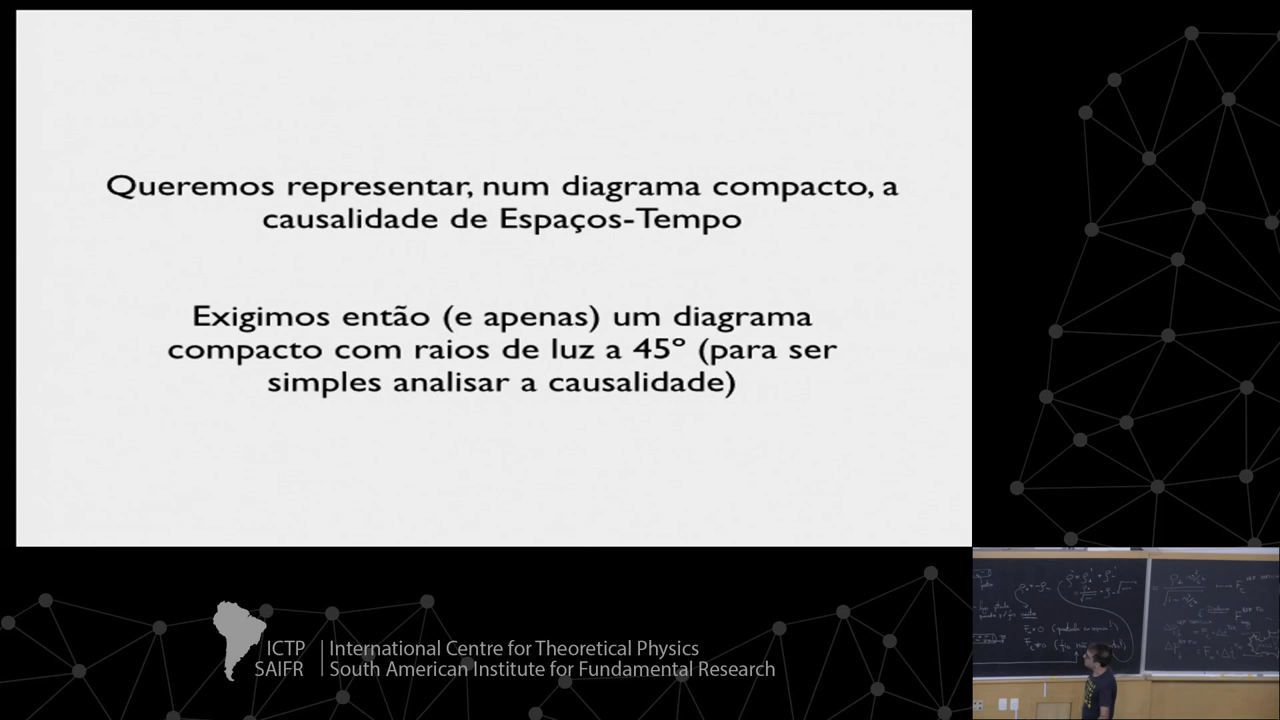 Queremos representar, num diagrama compacto, a
causalidade de Espaços-Tempo
Exigimos então (e apenas) um diagrama
compacto com raios de luz a 45º (para ser
simples analisar a causalidade)
ICTP | International Centre for Theoretical Physics
SAIFR | South American Institute for Fundamental Research